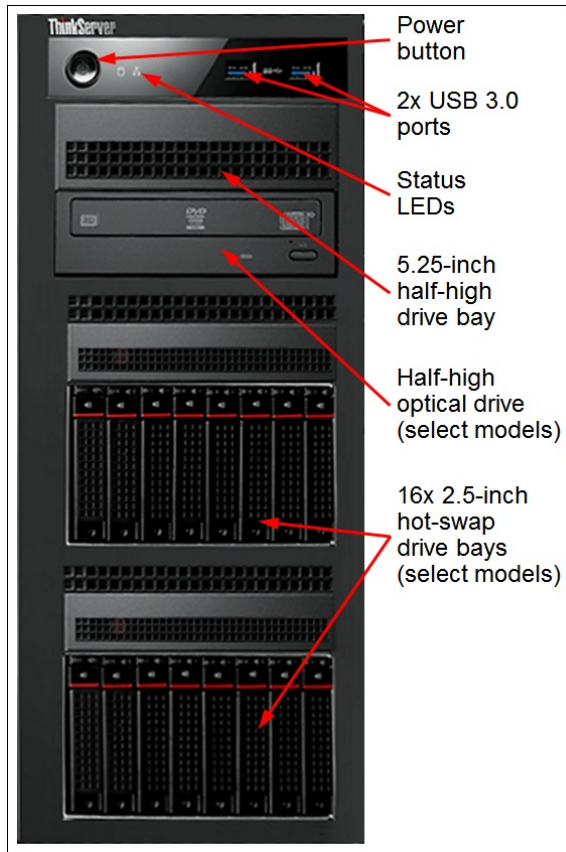 ThinkServer
Power
button
2x USB 3.0
ports
Status
LEDs
5.25-inch
half-high
drive bay
DVD
Half-high
optical drive
(select models)
16x 2.5-inch
hot-swap
drive bays
(select models)